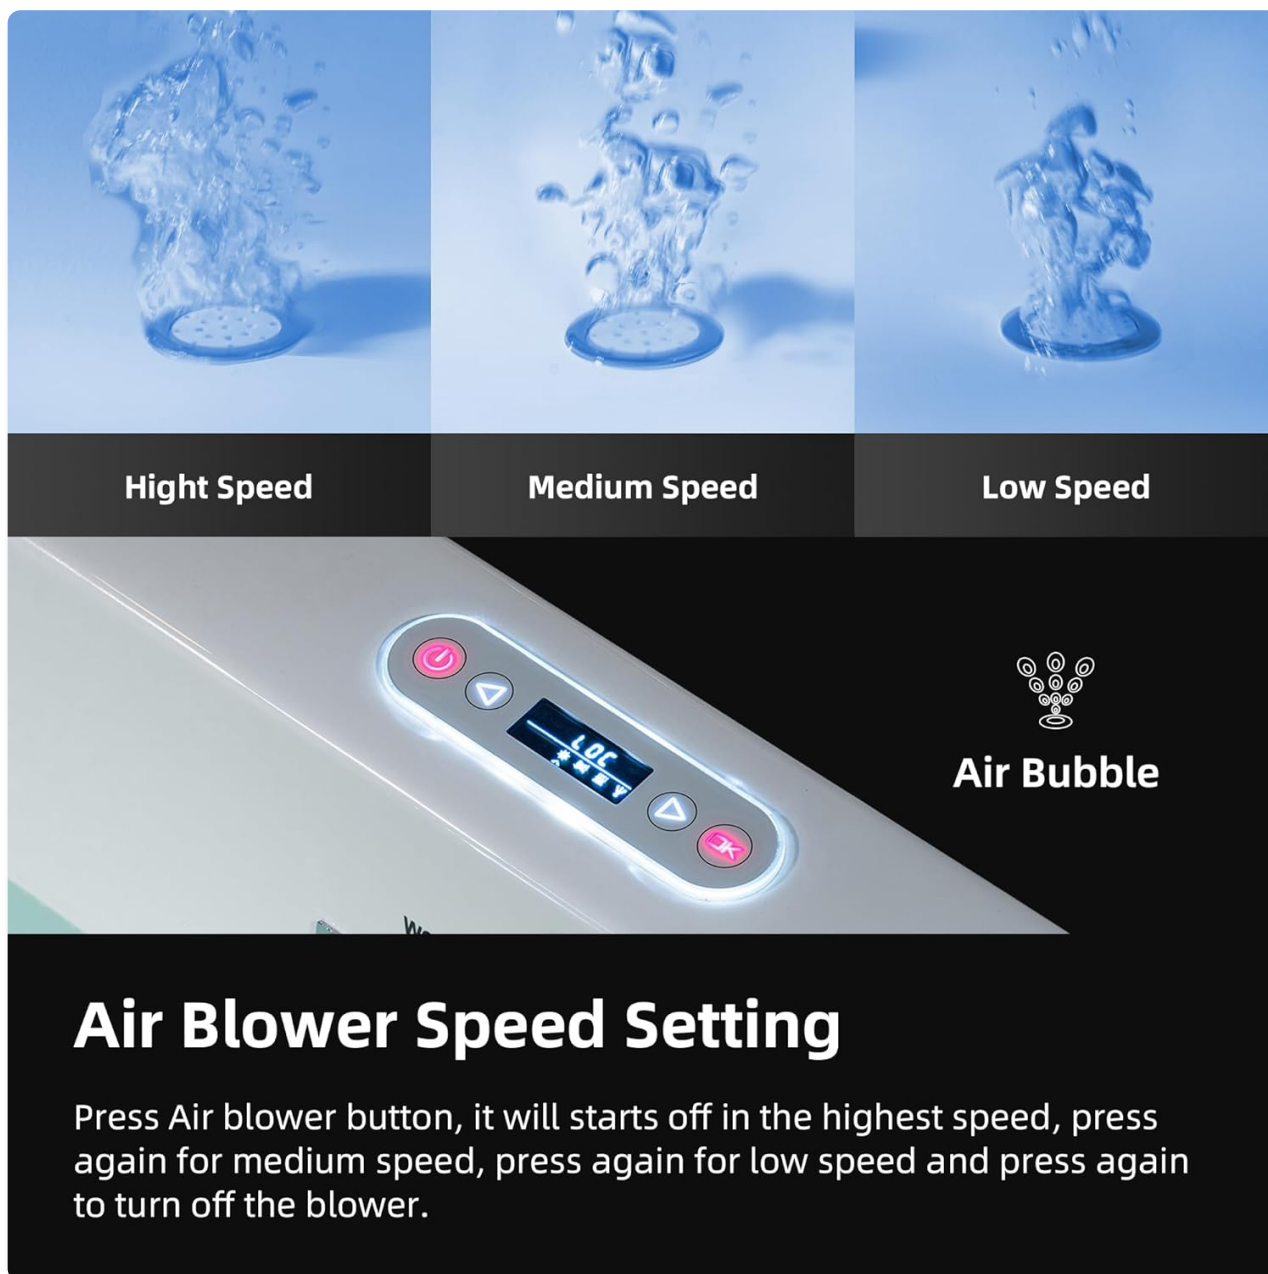 Hight Speed
Medium Speed
Low Speed
LOC
OK
Air Bubble
Air Blower Speed Setting
Press Air blower button, it will starts off in the highest speed, press
again for medium speed, press again for low speed and press again
to turn off the blower.